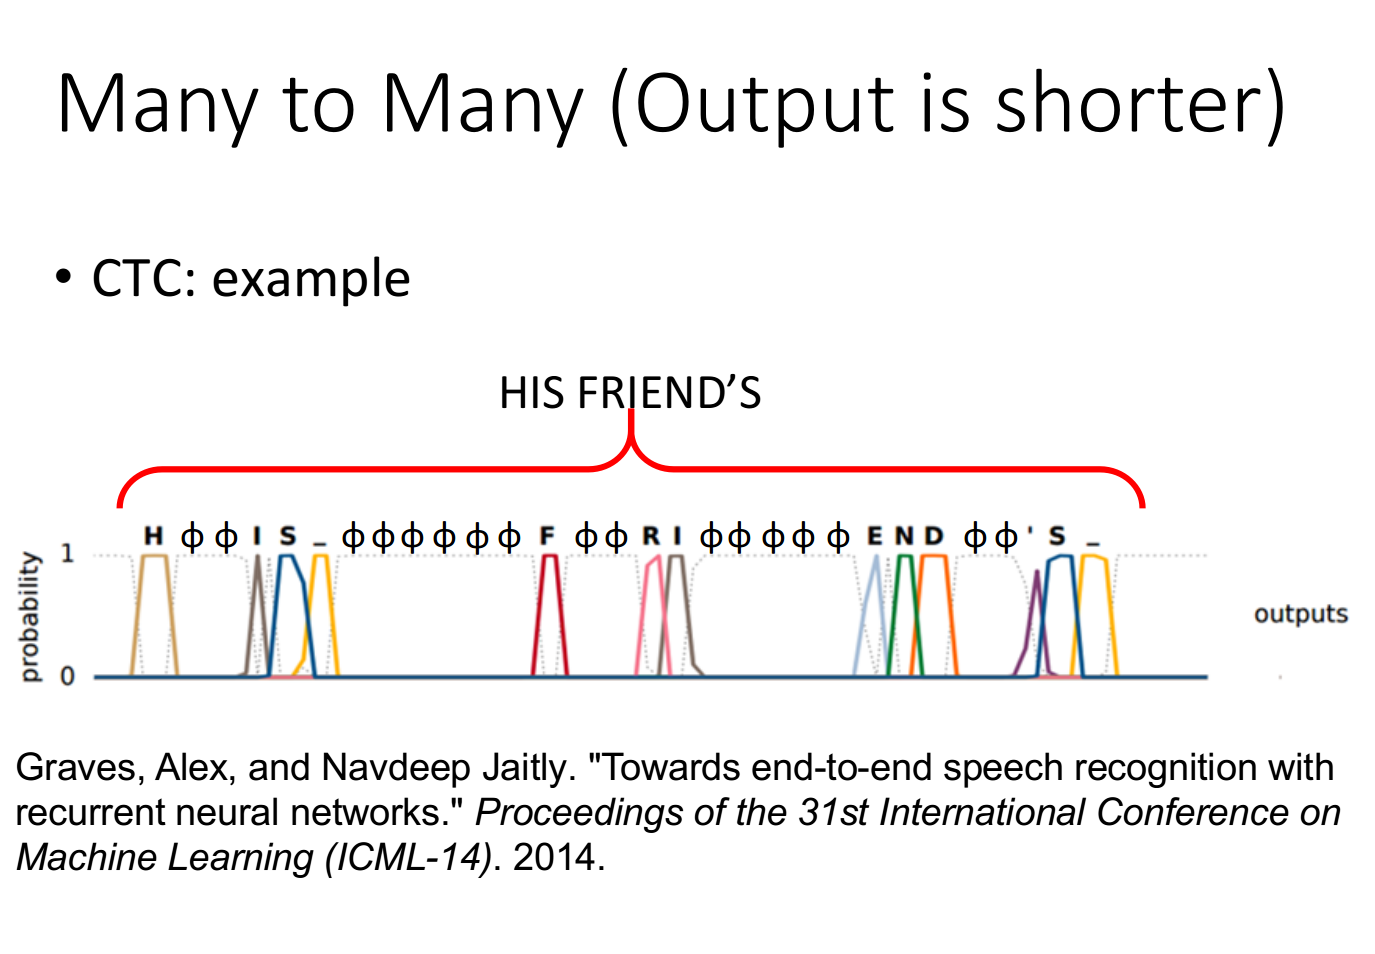 Many to Many (Output is shorter)
• CTC: example
HIS FRIEND’S
H ϕ ϕ I S _ ϕ ϕ ϕ ϕ ϕ ϕ F ϕ ϕ R I ϕ ϕ ϕ ϕ ϕ E N D ϕ ϕ ' S _
1
probability
outputs
0
Graves, Alex, and Navdeep Jaitly. "Towards end-to-end speech recognition with
recurrent neural networks." Proceedings of the 31st International Conference on
Machine Learning (ICML-14). 2014.